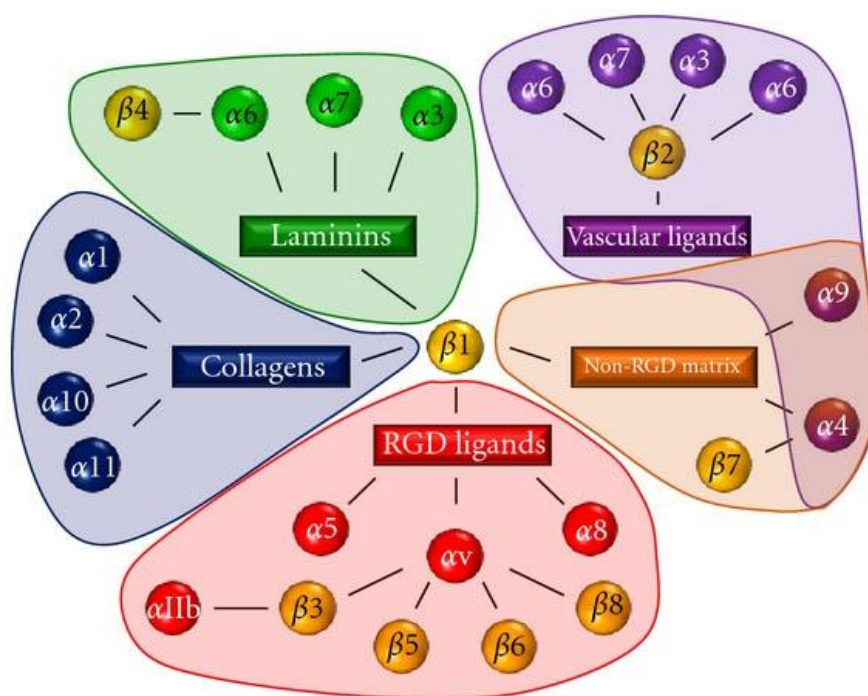 β4
α6
α7
α3
Laminins
α6
α7
α3
α6
β2
Vascular ligands
α1
α2
α10
α11
Collagens
β1
Non-RGD matrix
α9
α4
β7
RGD ligands
α5
αv
α8
αIIb
β3
β5
β6
β8